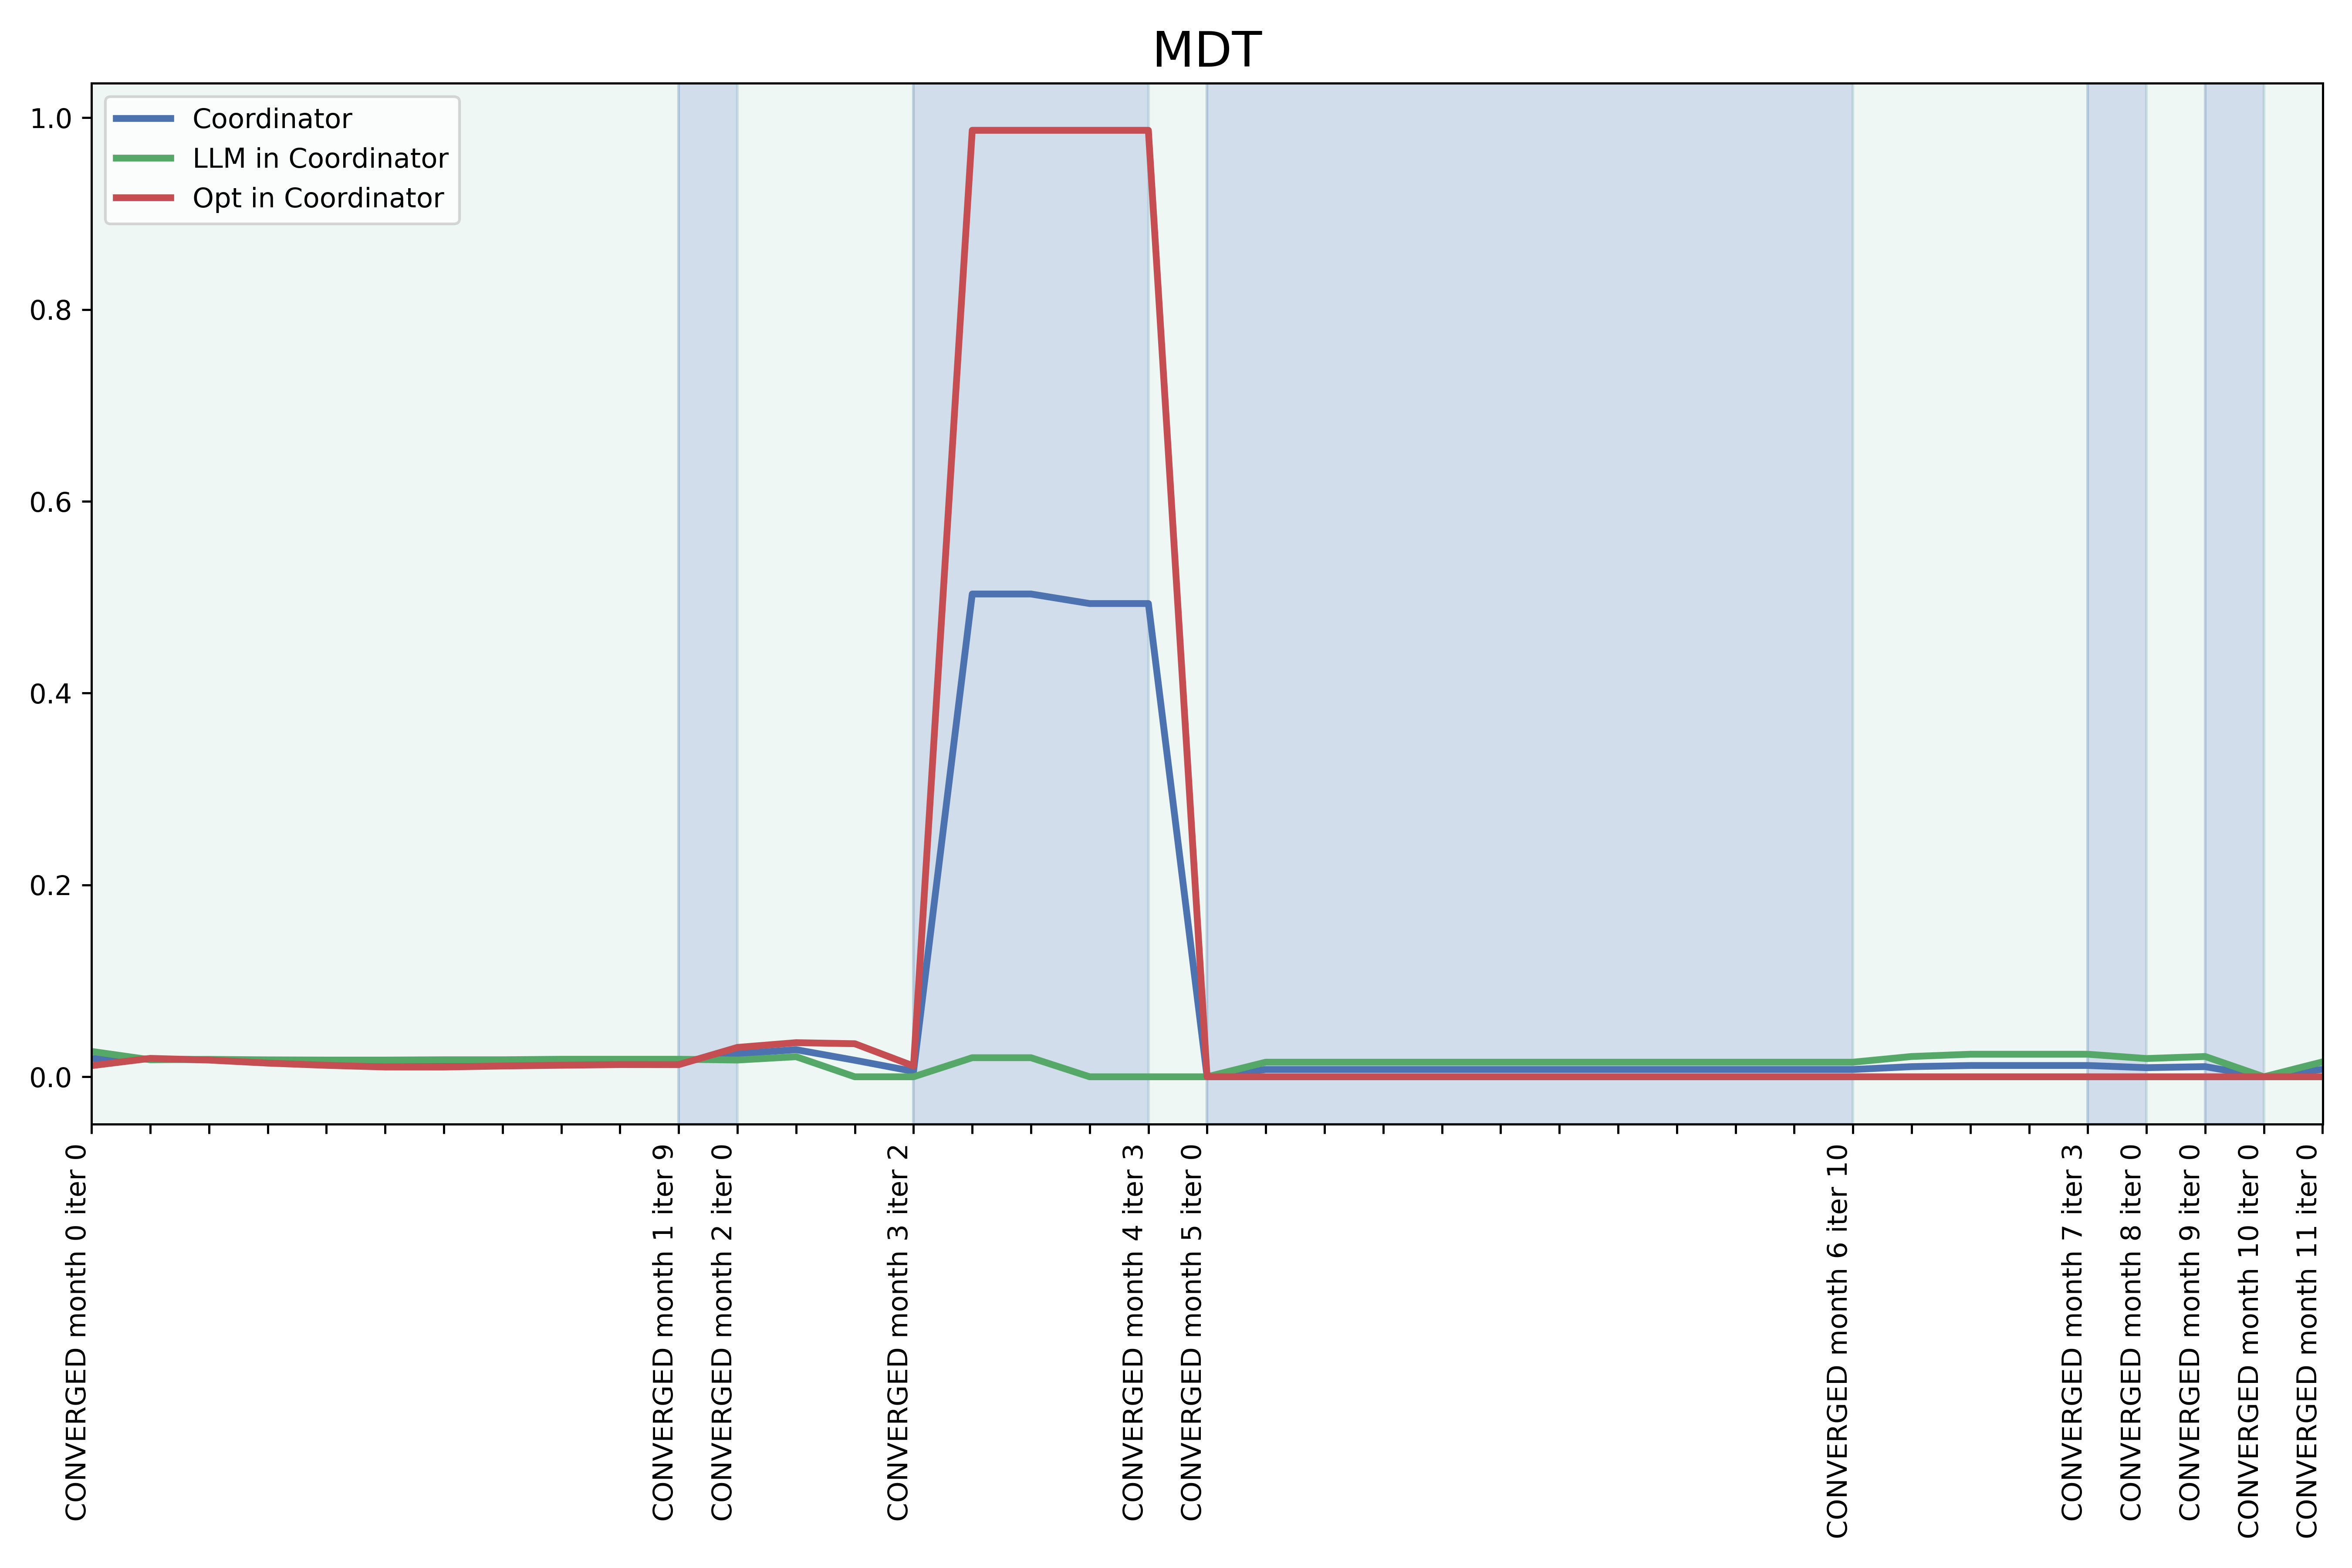 MDT
Coordinator
LLM in Coordinator
Opt in Coordinator
1.0
0.8
0.6
0.4
0.2
0.0
CONVERGED month 0 iter 0
CONVERGED month 1 iter 9
CONVERGED month 2 iter 0
CONVERGED month 3 iter 2
CONVERGED month 4 iter 3
CONVERGED month 5 iter 0
CONVERGED month 6 iter 10
CONVERGED month 7 iter 3
CONVERGED month 8 iter 0
CONVERGED month 9 iter 0
CONVERGED month 10 iter 0
CONVERGED month 11 iter 0